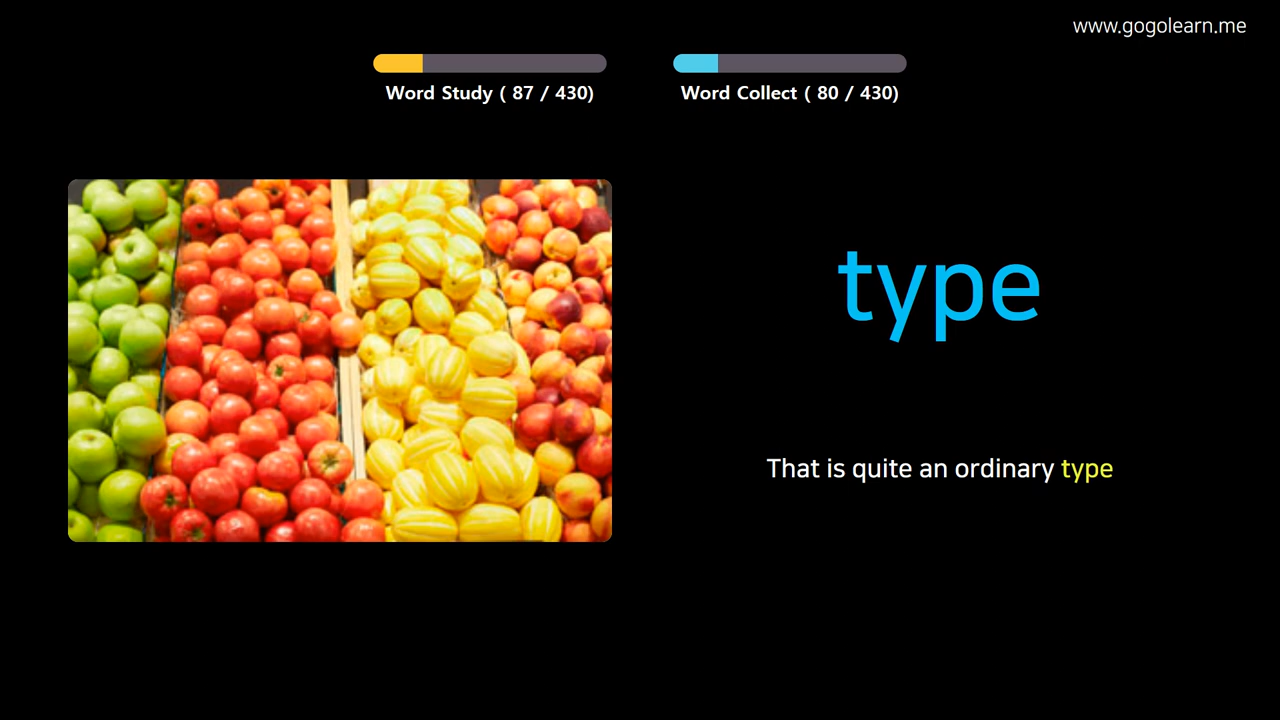 www.gogolearn.me
Word Study ( 87 / 430)
Word Collect ( 80 / 430)
type
That is quite an ordinary type